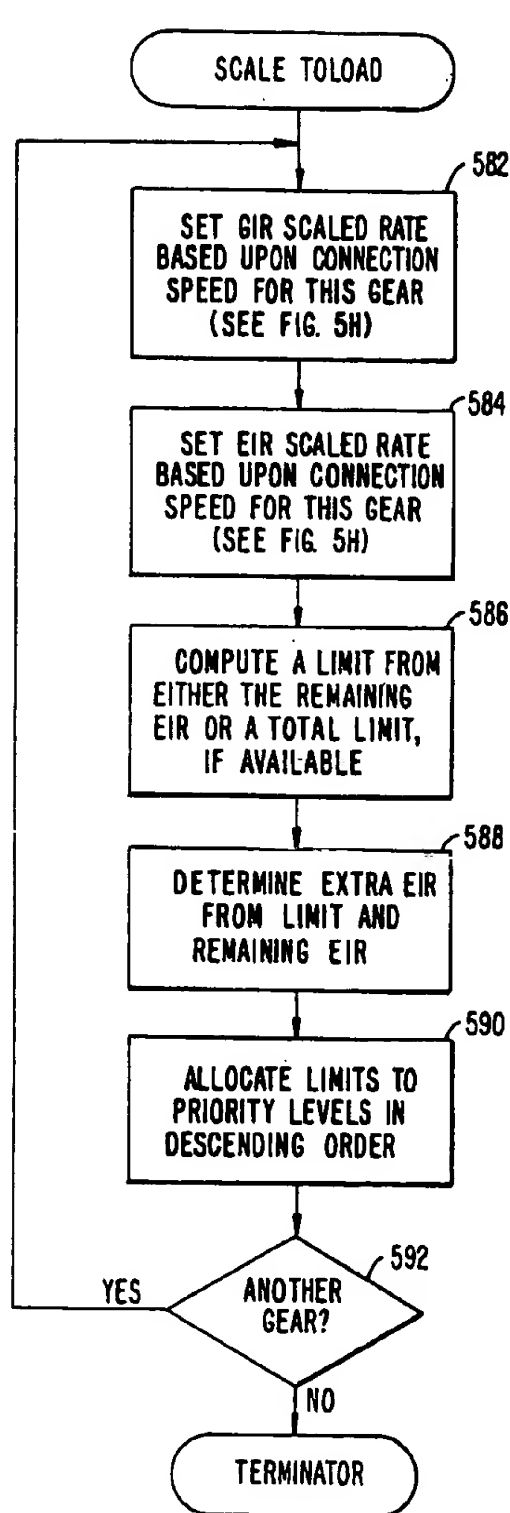 SCALE TOLOAD
582
SET GIR SCALED RATE
BASED UPON CONNECTION
SPEED FOR THIS GEAR
(SEE FIG. 5H)
584
SET EIR SCALED RATE
BASED UPON CONNECTION
SPEED FOR THIS GEAR
(SEE FIG. 5H)
586
COMPUTE A LIMIT FROM
EITHER THE REMAINING
EIR OR A TOTAL LIMIT,
IF AVAILABLE
588
DETERMINE EXTRA EIR
FROM LIMIT AND
REMAINING EIR
590
ALLOCATE LIMITS TO
PRIORITY LEVELS IN
DESCENDING ORDER
592
YES
ANOTHER
GEAR?
NO
TERMINATOR